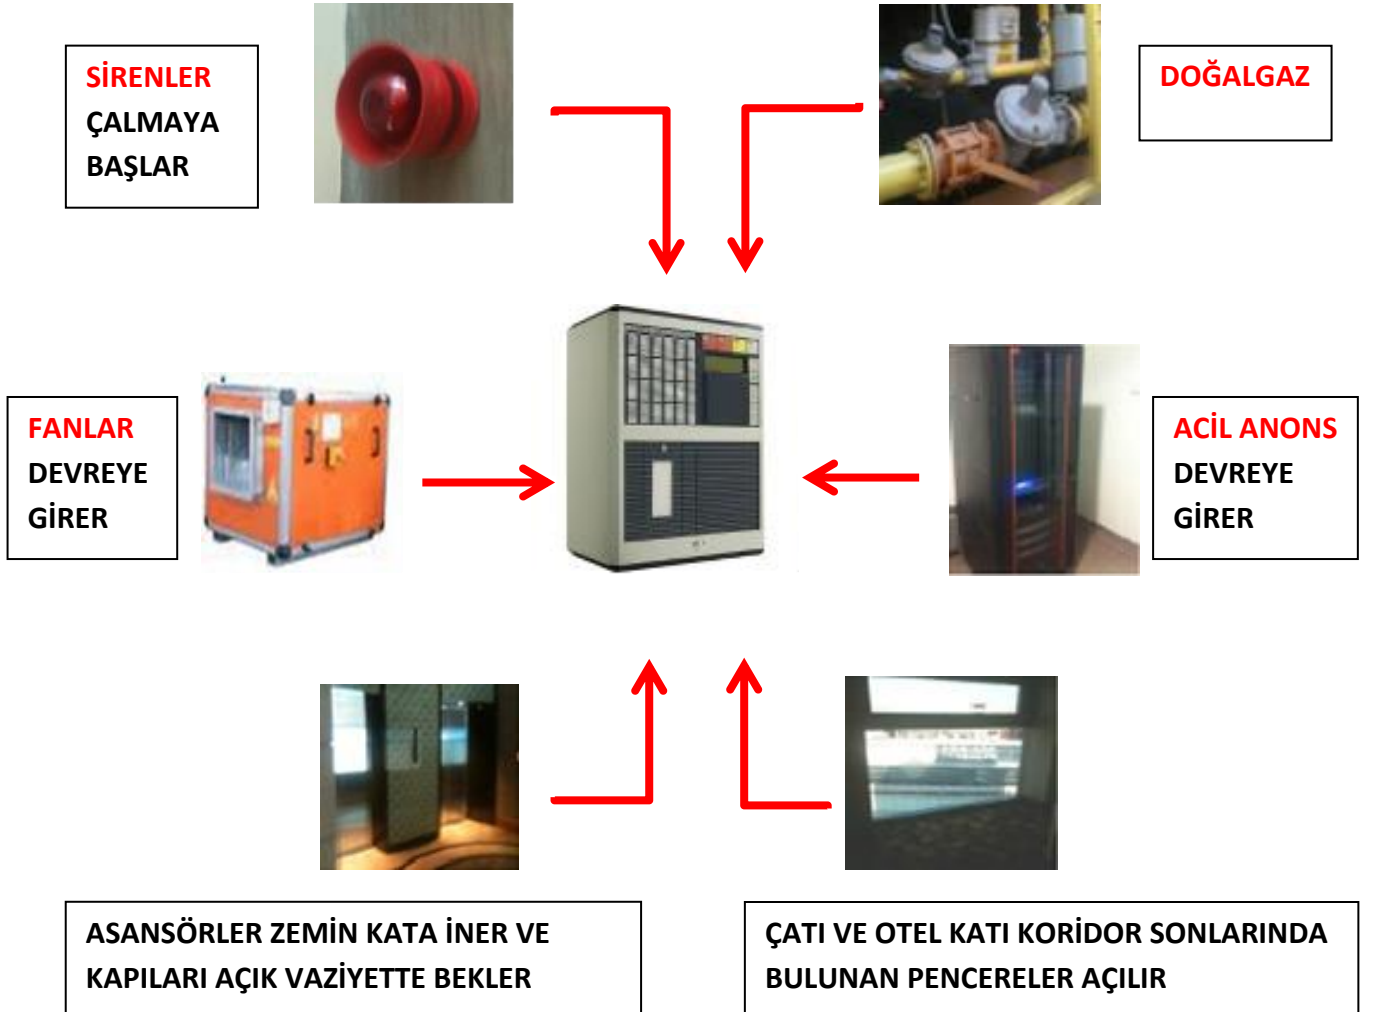 SİRENLER
ÇALMAYA
BAŞLAR
DOĞALGAZ
FANLAR
DEVREYE
GİRER
ACİL ANONS
DEVREYE
GİRER
ASANSÖRLER ZEMİN KATA İNER VE
KAPILARI AÇIK VAZİYETTE BEKLER
ÇATI VE OTEL KATI KORİDOR SONLARINDA
BULUNAN PENCERELER AÇILIR